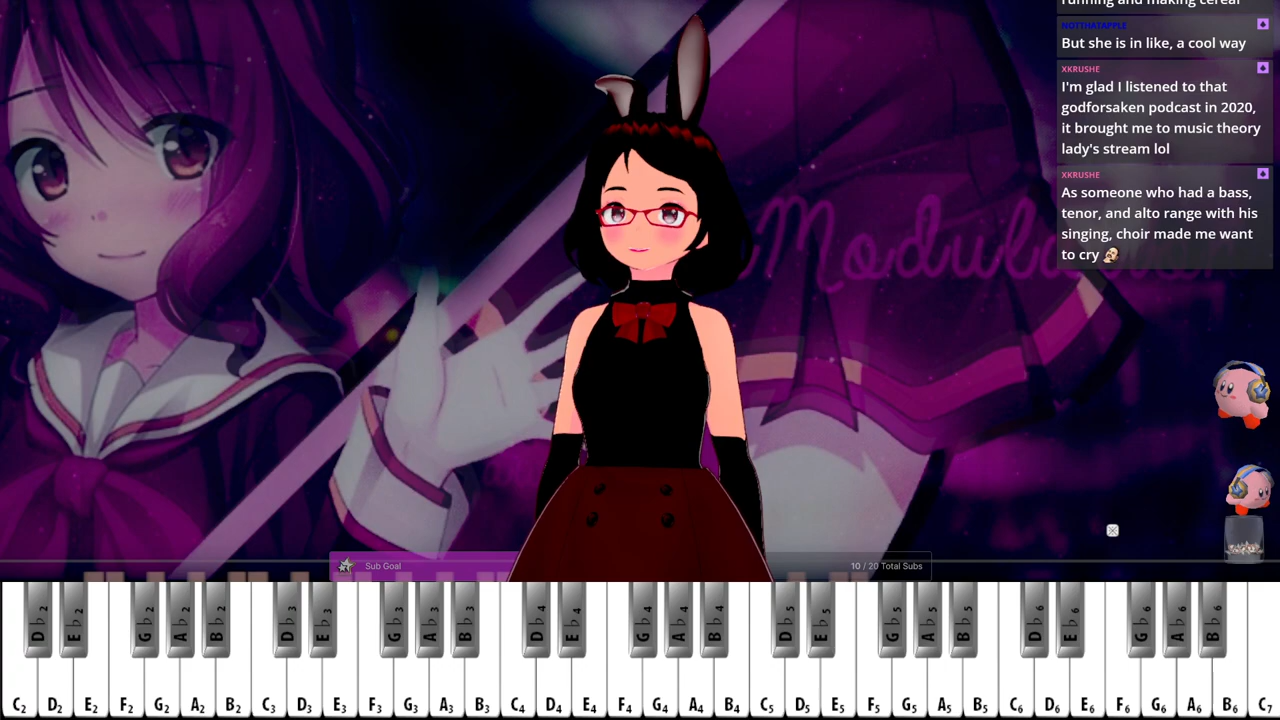 running and making cereal
NOTTHATAPPLE
But she is in like, a cool way
XKRUSHE
I'm glad I listened to that
godforsaken podcast in 2020,
it brought me to music theory
lady's stream lol
XKRUSHE
As someone who had a bass,
tenor, and alto range with his
singing, choir made me want
to cry
Sub Goal
10 / 20 Total Subs
D♭2 E♭2 G♭2 A♭2 B♭2 D♭3 E♭3 G♭3 A♭3 B♭3 D♭4 E♭4 G♭4 A♭4 B♭4 D♭5 E♭5 G♭5 A♭5 B♭5 D♭6 E♭6 G♭6 A♭6 B♭6
C2 D2 E2 F2 G2 A2 B2 C3 D3 E3 F3 G3 A3 B3 C4 D4 E4 F4 G4 A4 B4 C5 D5 E5 F5 G5 A5 B5 C6 D6 E6 F6 G6 A6 B6 C7